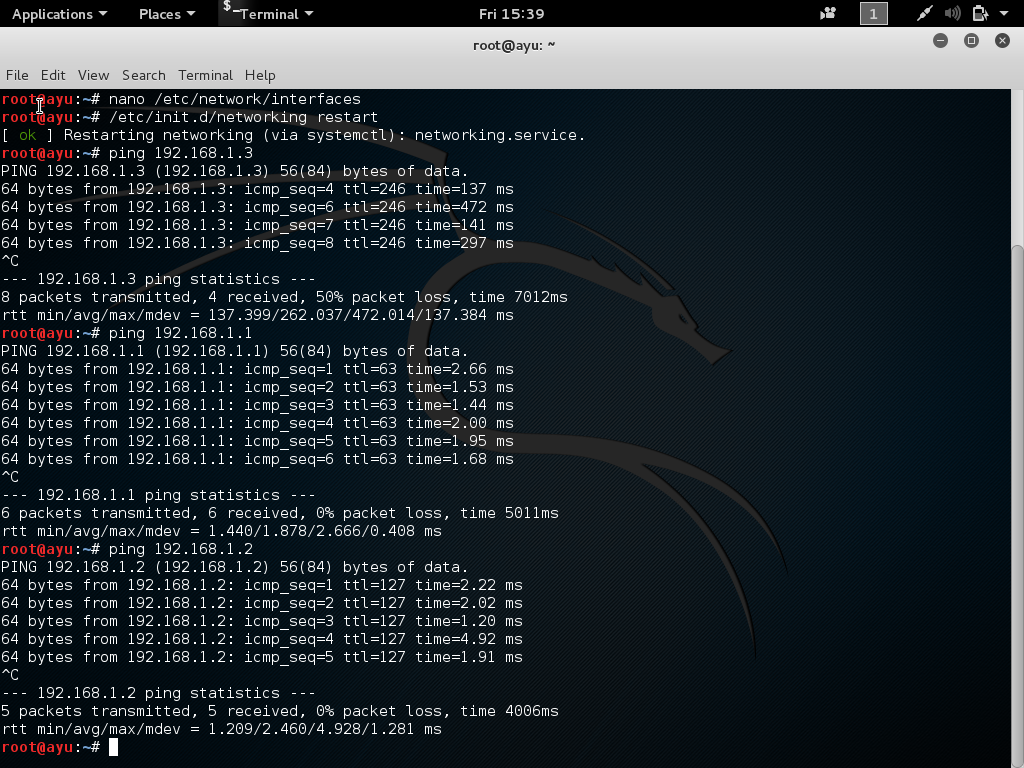 Applications Places $_ Terminal Fri 15:39 1
root@ayu: ~
File Edit View Search Terminal Help
root@ayu:~# nano /etc/network/interfaces
root@ayu:~# /etc/init.d/networking restart
[ ok ] Restarting networking (via systemctl): networking.service.
root@ayu:~# ping 192.168.1.3
PING 192.168.1.3 (192.168.1.3) 56(84) bytes of data.
64 bytes from 192.168.1.3: icmp_seq=4 ttl=246 time=137 ms
64 bytes from 192.168.1.3: icmp_seq=6 ttl=246 time=472 ms
64 bytes from 192.168.1.3: icmp_seq=7 ttl=246 time=141 ms
64 bytes from 192.168.1.3: icmp_seq=8 ttl=246 time=297 ms
^C
--- 192.168.1.3 ping statistics ---
8 packets transmitted, 4 received, 50% packet loss, time 7012ms
rtt min/avg/max/mdev = 137.399/262.037/472.014/137.384 ms
root@ayu:~# ping 192.168.1.1
PING 192.168.1.1 (192.168.1.1) 56(84) bytes of data.
64 bytes from 192.168.1.1: icmp_seq=1 ttl=63 time=2.66 ms
64 bytes from 192.168.1.1: icmp_seq=2 ttl=63 time=1.53 ms
64 bytes from 192.168.1.1: icmp_seq=3 ttl=63 time=1.44 ms
64 bytes from 192.168.1.1: icmp_seq=4 ttl=63 time=2.00 ms
64 bytes from 192.168.1.1: icmp_seq=5 ttl=63 time=1.95 ms
64 bytes from 192.168.1.1: icmp_seq=6 ttl=63 time=1.68 ms
^C
--- 192.168.1.1 ping statistics ---
6 packets transmitted, 6 received, 0% packet loss, time 5011ms
rtt min/avg/max/mdev = 1.440/1.878/2.666/0.408 ms
root@ayu:~# ping 192.168.1.2
PING 192.168.1.2 (192.168.1.2) 56(84) bytes of data.
64 bytes from 192.168.1.2: icmp_seq=1 ttl=127 time=2.22 ms
64 bytes from 192.168.1.2: icmp_seq=2 ttl=127 time=2.02 ms
64 bytes from 192.168.1.2: icmp_seq=3 ttl=127 time=1.20 ms
64 bytes from 192.168.1.2: icmp_seq=4 ttl=127 time=4.92 ms
64 bytes from 192.168.1.2: icmp_seq=5 ttl=127 time=1.91 ms
^C
--- 192.168.1.2 ping statistics ---
5 packets transmitted, 5 received, 0% packet loss, time 4006ms
rtt min/avg/max/mdev = 1.209/2.460/4.928/1.281 ms
root@ayu:~#